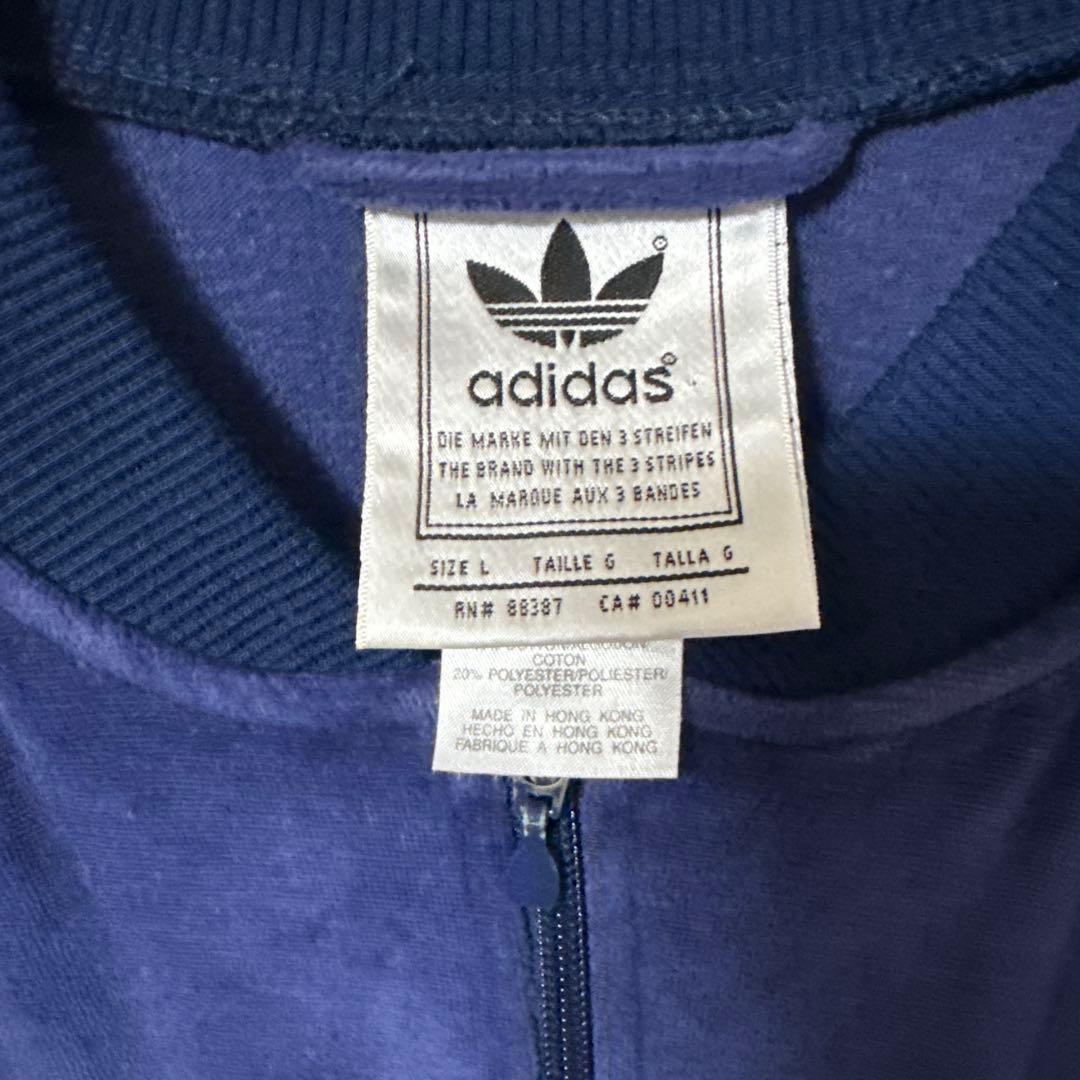 adidas
DIE MARKE MIT DEN 3 STREIFEN
THE BRAND WITH THE 3 STRIPES
LA MARQUE AUX 3 BANDES
SIZE L TAILLE G TALLA G
RN# 88387 CA# 00411
COTON
20% POLYESTER/POLIESTER/
POLYESTER
MADE IN HONG KONG
HECHO EN HONG KONG
FABRIQUE A HONG KONG